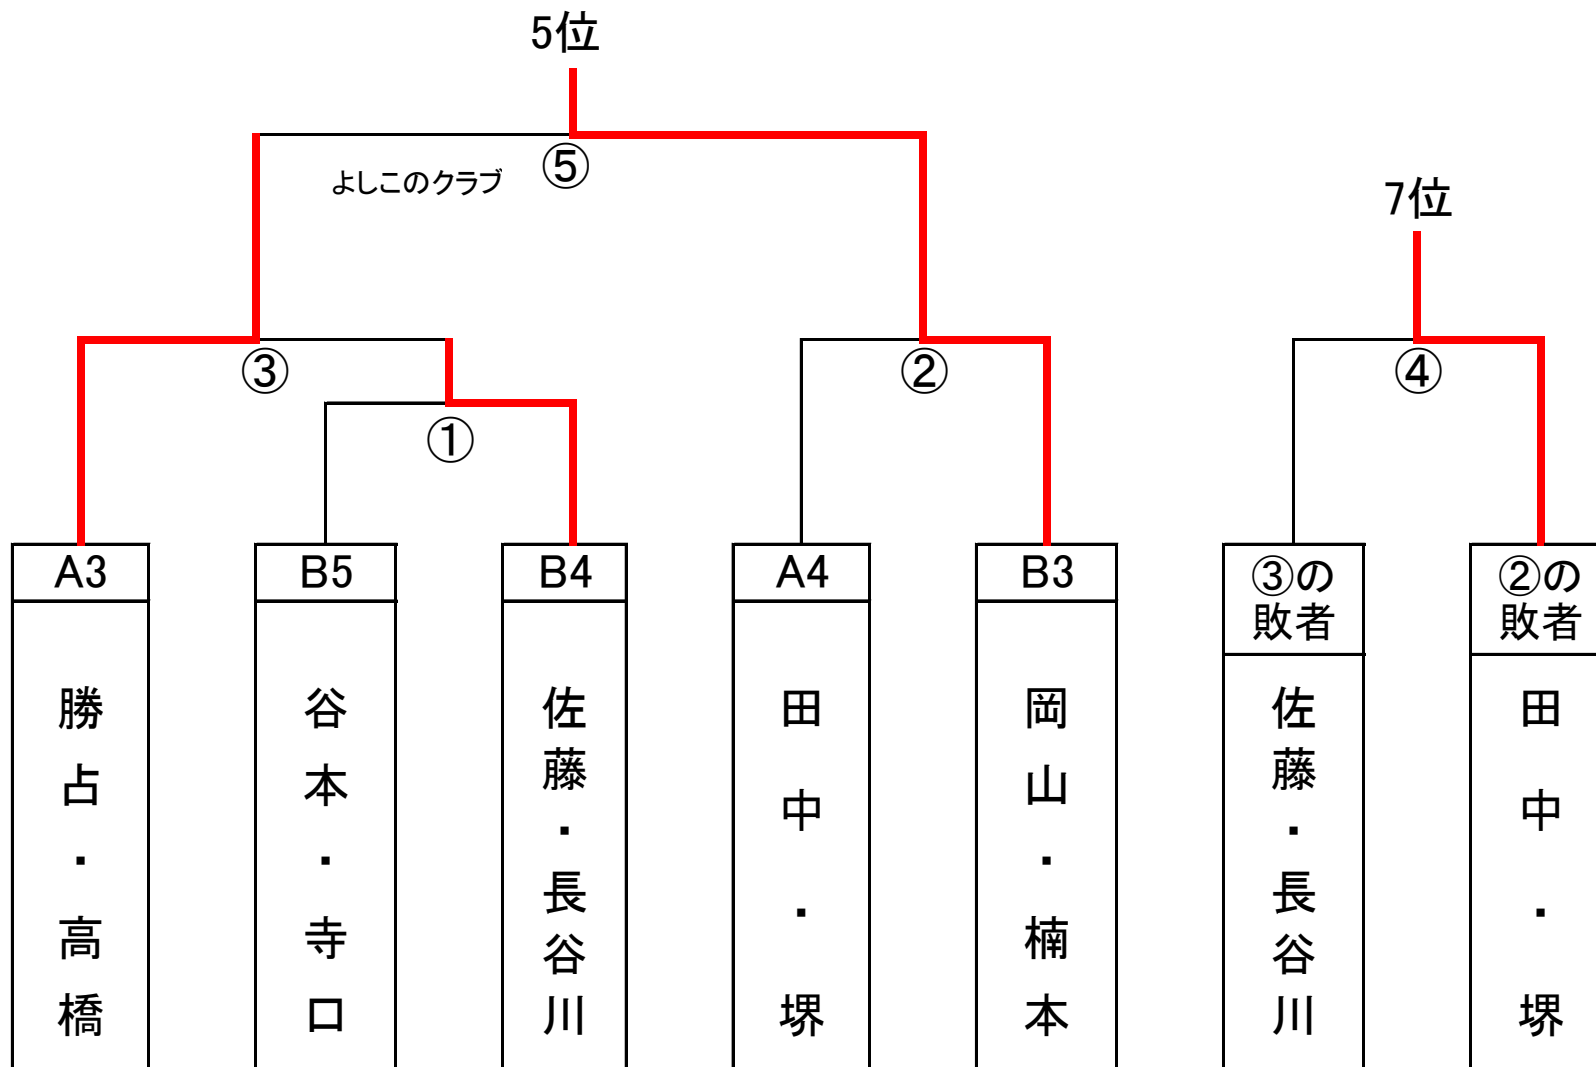 5位
⑤
よしこのクラブ
7位
③
②
④
①
A3
B5
B4
A4
B3
③の
敗者
②の
敗者
勝占・高橋
谷本・寺口
佐藤・長谷川
田中・堺
岡山・楠本
佐藤・長谷川
田中・堺